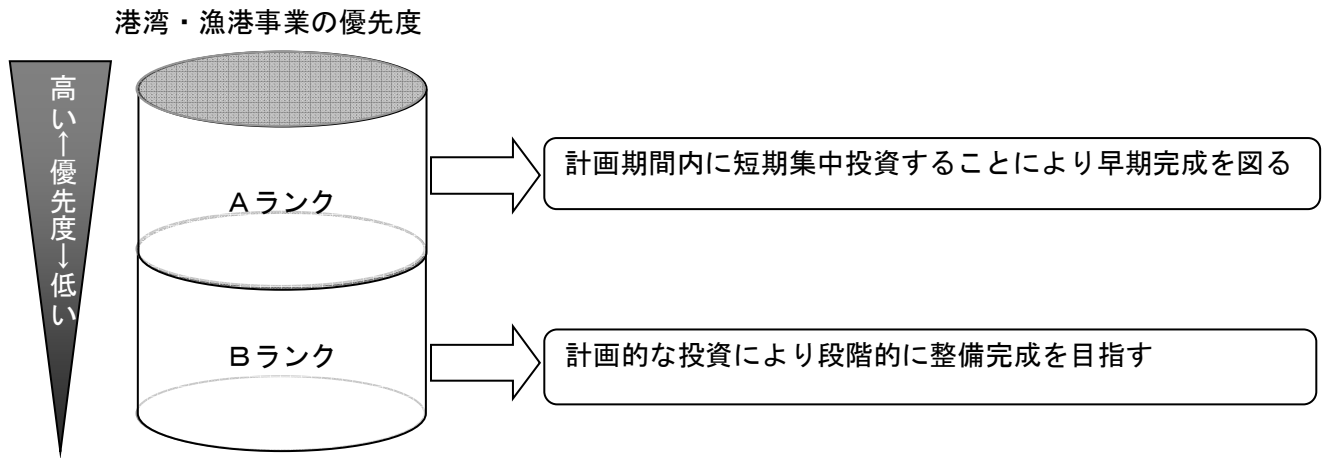 港湾・漁港事業の優先度
高い←優先度→低い
Aランク
計画期間内に短期集中投資することにより早期完成を図る
Bランク
計画的な投資により段階的に整備完成を目指す